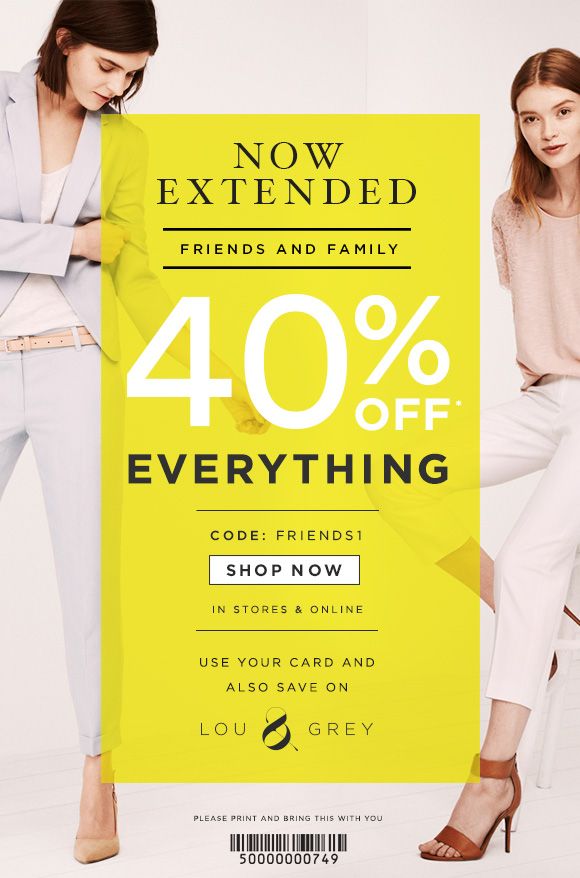 NOW
EXTENDED
FRIENDS AND FAMILY
40% OFF*
EVERYTHING
CODE: FRIENDS1
SHOP NOW
IN STORES & ONLINE
USE YOUR CARD AND
ALSO SAVE ON
LOU & GREY
PLEASE PRINT AND BRING THIS WITH YOU
50000000749